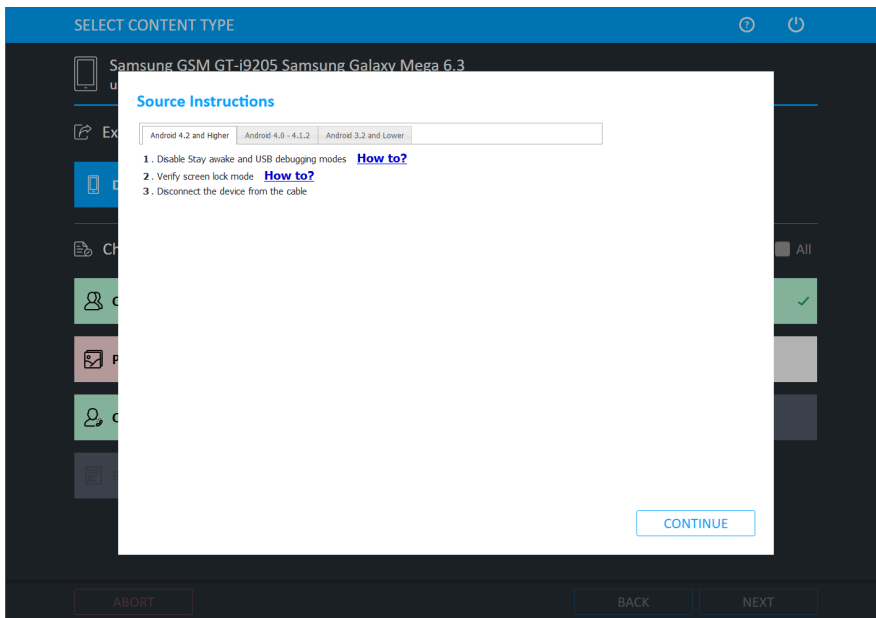 SELECT CONTENT TYPE
Samsung GSM GT-i9205 Samsung Galaxy Mega 6.3
Source Instructions
Ex
Android 4.2 and Higher Android 4.0 - 4.1.2 Android 3.2 and Lower
1. Disable Stay awake and USB debugging modes How to?
2. Verify screen lock mode How to?
3. Disconnect the device from the cable
Ch
All
CONTINUE
ABORT
BACK
NEXT